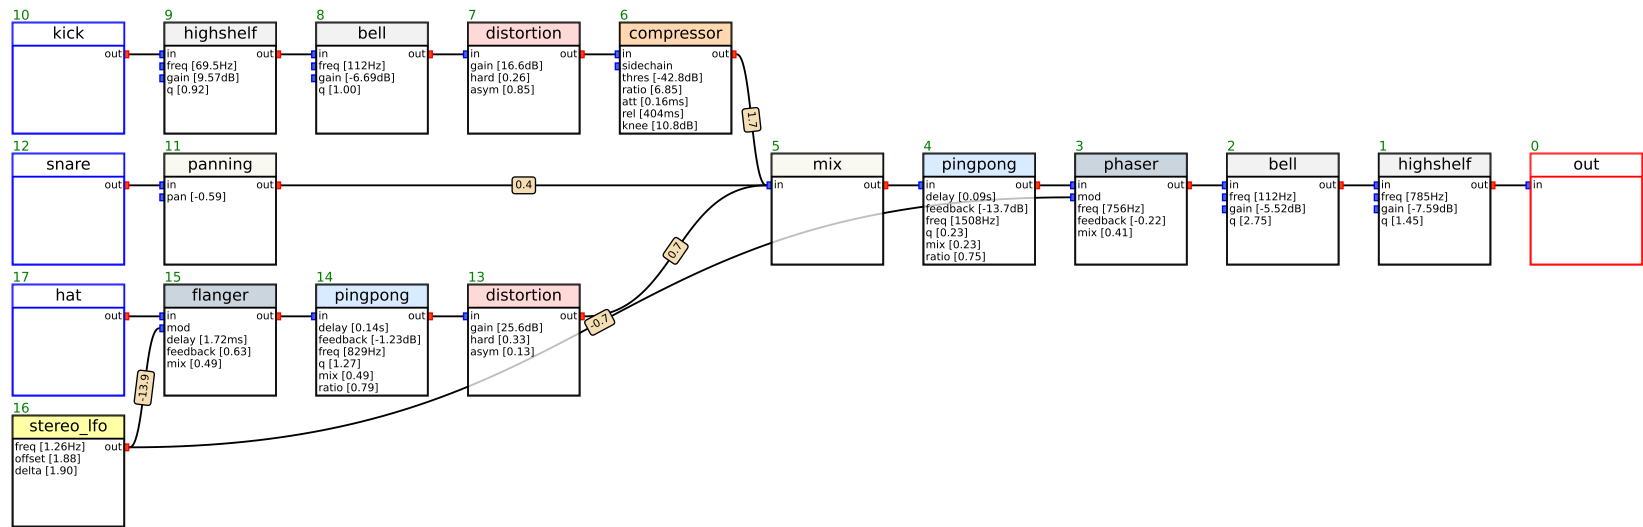 10
kick
out
9
highshelf
in out
freq [69.5Hz]
gain [9.57dB]
q [0.92]
8
bell
in out
freq [112Hz]
gain [-6.69dB]
q [1.00]
7
distortion
in out
gain [16.6dB]
hard [0.26]
asym [0.85]
6
compressor
in out
sidechain
thres [-42.8dB]
ratio [6.85]
att [0.16ms]
rel [404ms]
knee [10.8dB]
1.7
12
snare
out
11
panning
in out
pan [-0.59]
0.4
5
mix
in out
4
pingpong
in out
delay [0.09s]
feedback [-13.7dB]
freq [1508Hz]
q [0.23]
mix [0.23]
ratio [0.75]
3
phaser
in out
mod
freq [756Hz]
feedback [-0.22]
mix [0.41]
2
bell
in out
freq [112Hz]
gain [-5.52dB]
q [2.75]
1
highshelf
in out
freq [785Hz]
gain [-7.59dB]
q [1.45]
0
out
in
0.7
17
hat
out
15
flanger
in out
mod
delay [1.72ms]
feedback [0.63]
mix [0.49]
14
pingpong
in out
delay [0.14s]
feedback [-1.23dB]
freq [829Hz]
q [1.27]
mix [0.49]
ratio [0.79]
13
distortion
in out
gain [25.6dB]
hard [0.33]
asym [0.13]
-0.7
-13.9
16
stereo_lfo
freq [1.26Hz] out
offset [1.88]
delta [1.90]